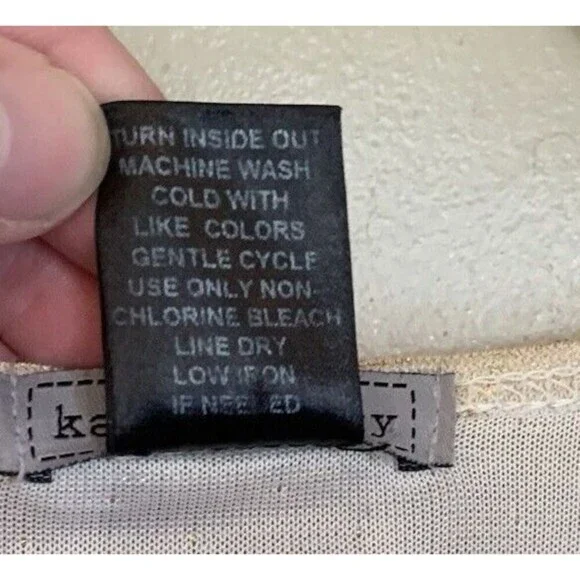 TURN INSIDE OUT
MACHINE WASH
COLD WITH
LIKE COLORS
GENTLE CYCLE
USE ONLY NON-
CHLORINE BLEACH
LINE DRY
LOW IRON
IF NEEDED
ka y